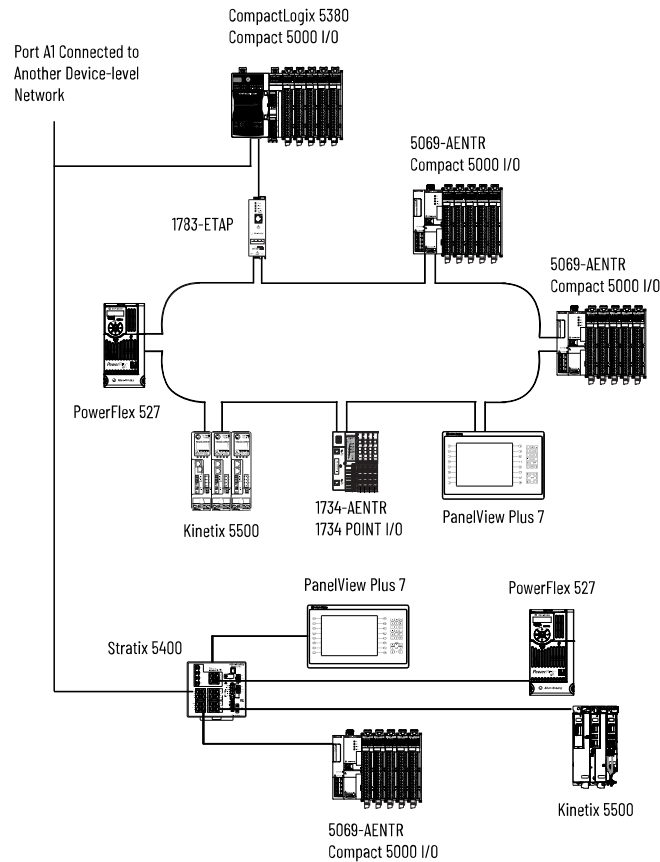 CompactLogix 5380
Compact 5000 I/O
Port A1 Connected to
Another Device-level
Network
5069-AENTR
Compact 5000 I/O
1783-ETAP
5069-AENTR
Compact 5000 I/O
PowerFlex 527
Kinetix 5500
1734-AENTR
1734 POINT I/O
PanelView Plus 7
PanelView Plus 7
PowerFlex 527
Stratix 5400
Kinetix 5500
5069-AENTR
Compact 5000 I/O